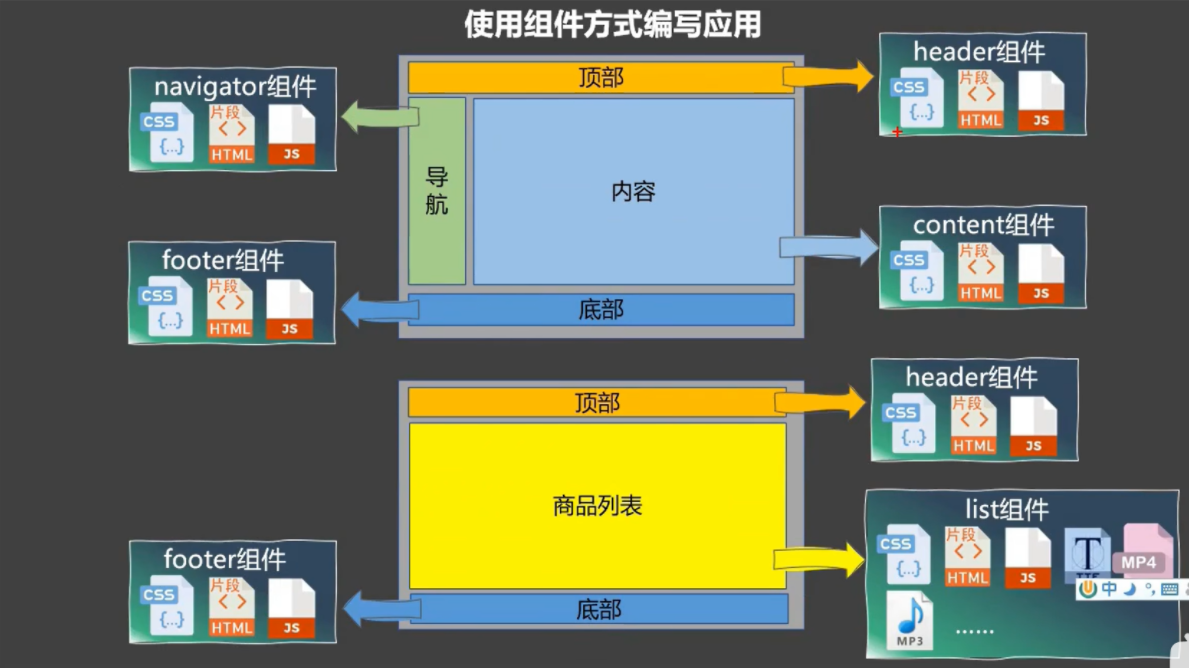 使用组件方式编写应用
navigator组件
CSS
{...}
片段
< >
HTML
JS
顶部
header组件
CSS
{...}
片段
< >
HTML
JS
导
航
内容
content组件
CSS
{...}
片段
< >
HTML
JS
footer组件
CSS
{...}
片段
< >
HTML
JS
底部
顶部
header组件
CSS
{...}
片段
< >
HTML
JS
商品列表
list组件
CSS
{...}
片段
< >
HTML
JS
T
MP4
中
MP3
......
footer组件
CSS
{...}
片段
< >
HTML
JS
底部